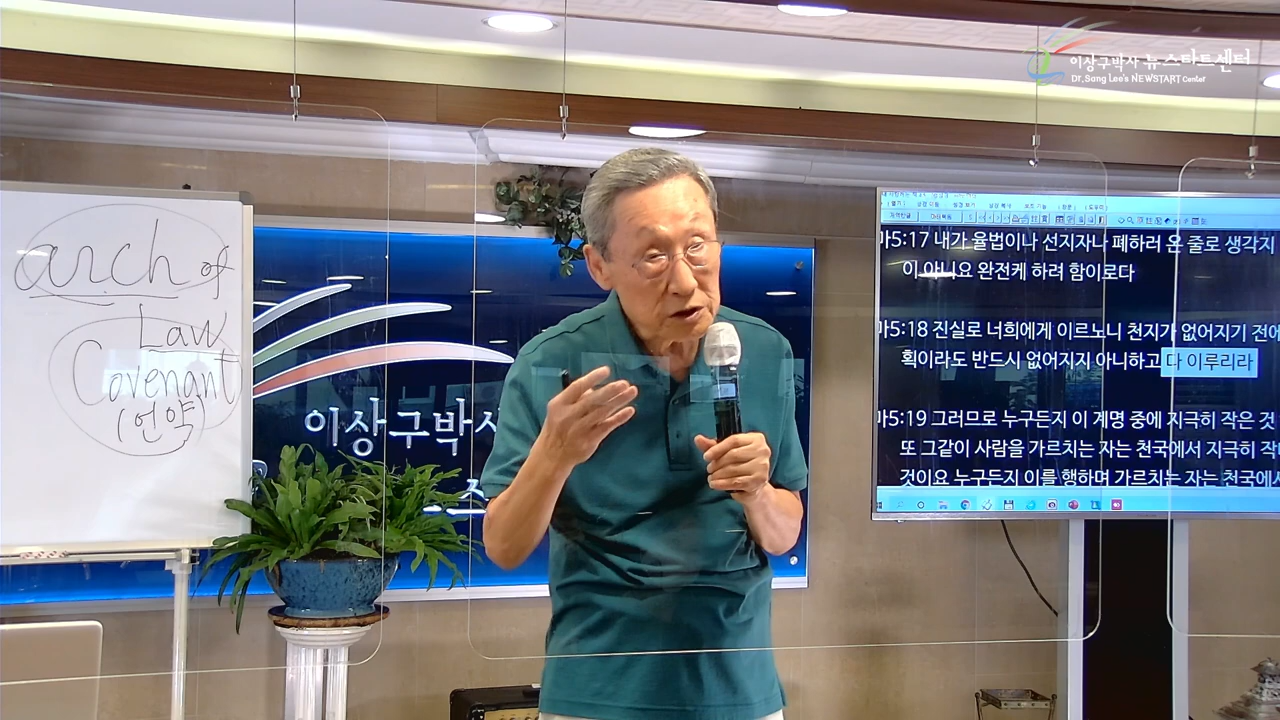 이상구박사 뉴스타트센터
Dr. Sang Lee's NEWSTART Center
arch of
Law
Covenant
(언약)
이상구박사
마5:17 내가 율법이나 선지자나 폐하러 온 줄로 생각지
이 아니요 완전케 하려 함이로다
마5:18 진실로 너희에게 이르노니 천지가 없어지기 전에
획이라도 반드시 없어지지 아니하고 다 이루리라
마5:19 그러므로 누구든지 이 계명 중에 지극히 작은 것
또 그같이 사람을 가르치는 자는 천국에서 지극히 작
것이요 누구든지 이를 행하며 가르치는 자는 천국에서